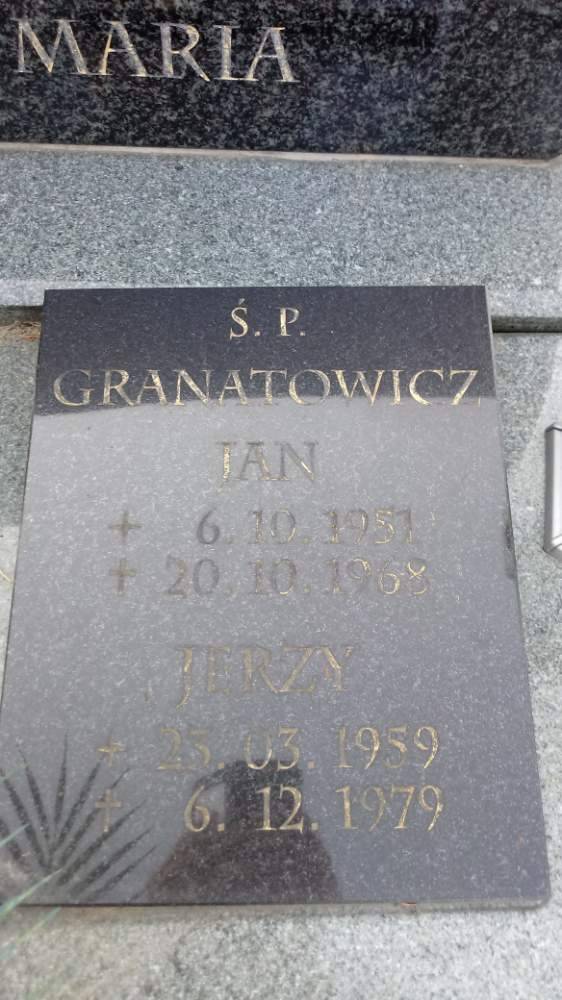 MARIA
Ś. P.
GRANATOWICZ
JAN
+ 6. 10. 1951
+ 20. 10. 1968
JERZY
+ 23. 03. 1959
+ 6. 12. 1979